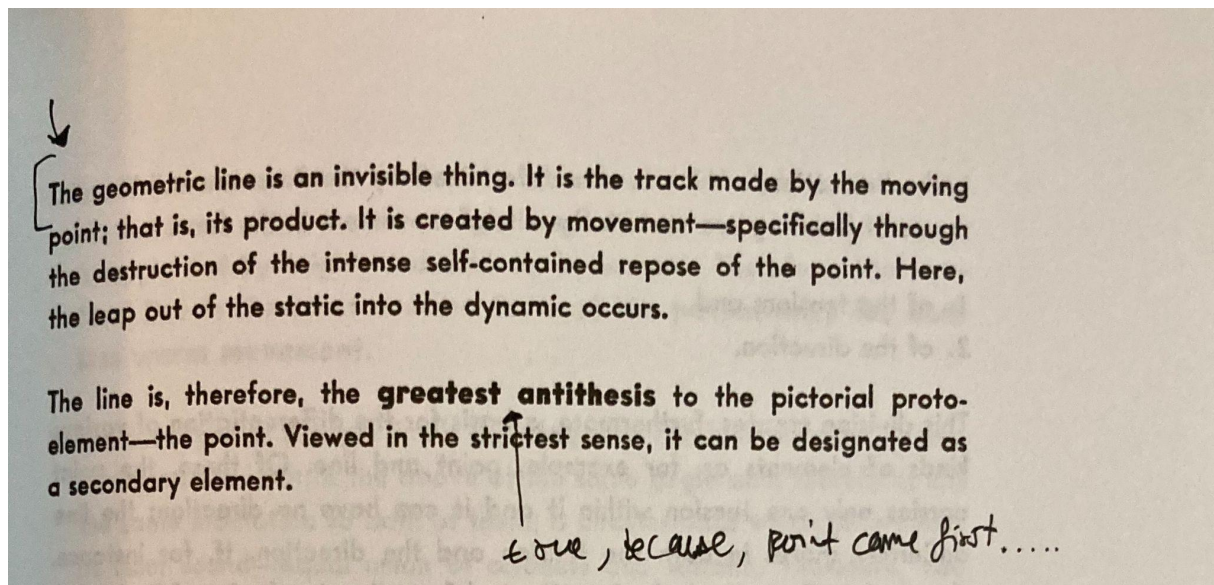 The geometric line is an invisible thing. It is the track made by the moving
point; that is, its product. It is created by movement—specifically through
the destruction of the intense self-contained repose of the point. Here,
the leap out of the static into the dynamic occurs.
The line is, therefore, the greatest antithesis to the pictorial proto-
element—the point. Viewed in the strictest sense, it can be designated as
a secondary element.
true, because, point came first.....